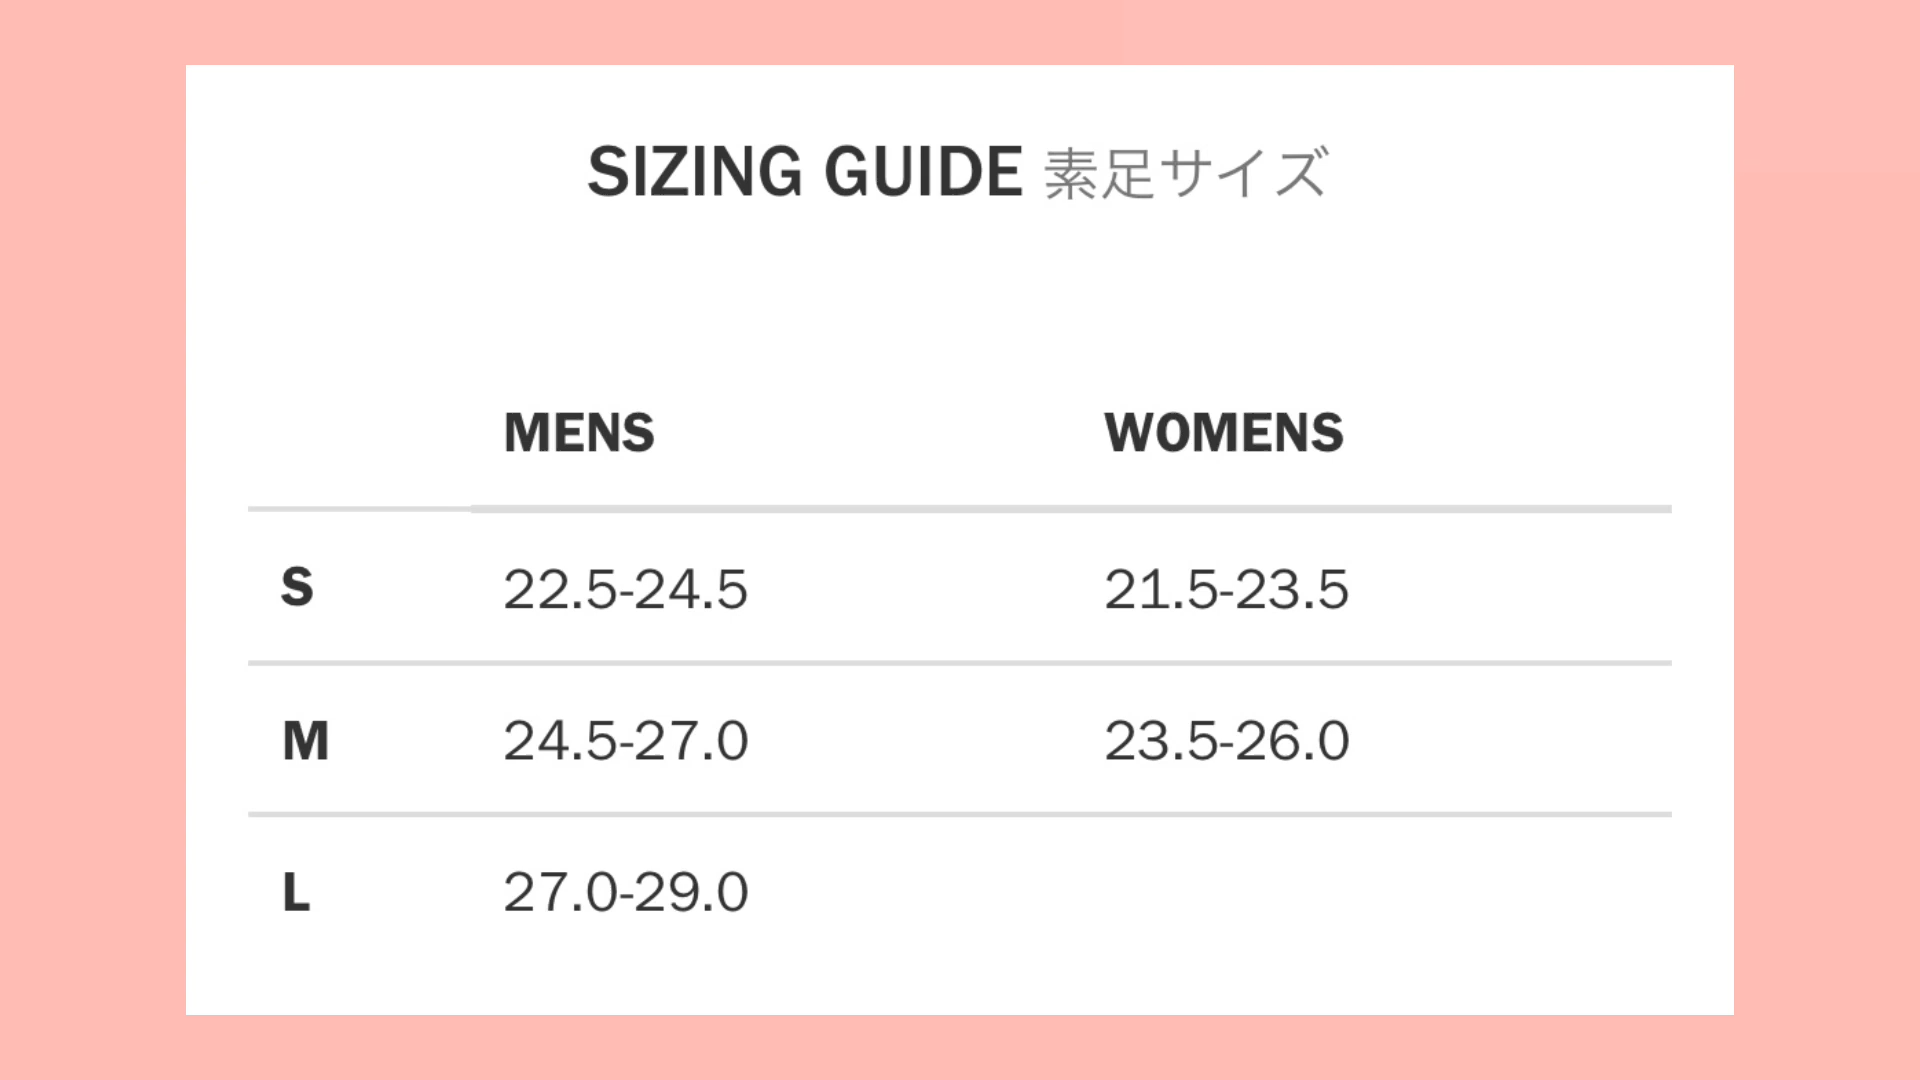 SIZING GUIDE 素足サイズ
MENS WOMENS
S 22.5-24.5 21.5-23.5
M 24.5-27.0 23.5-26.0
L 27.0-29.0